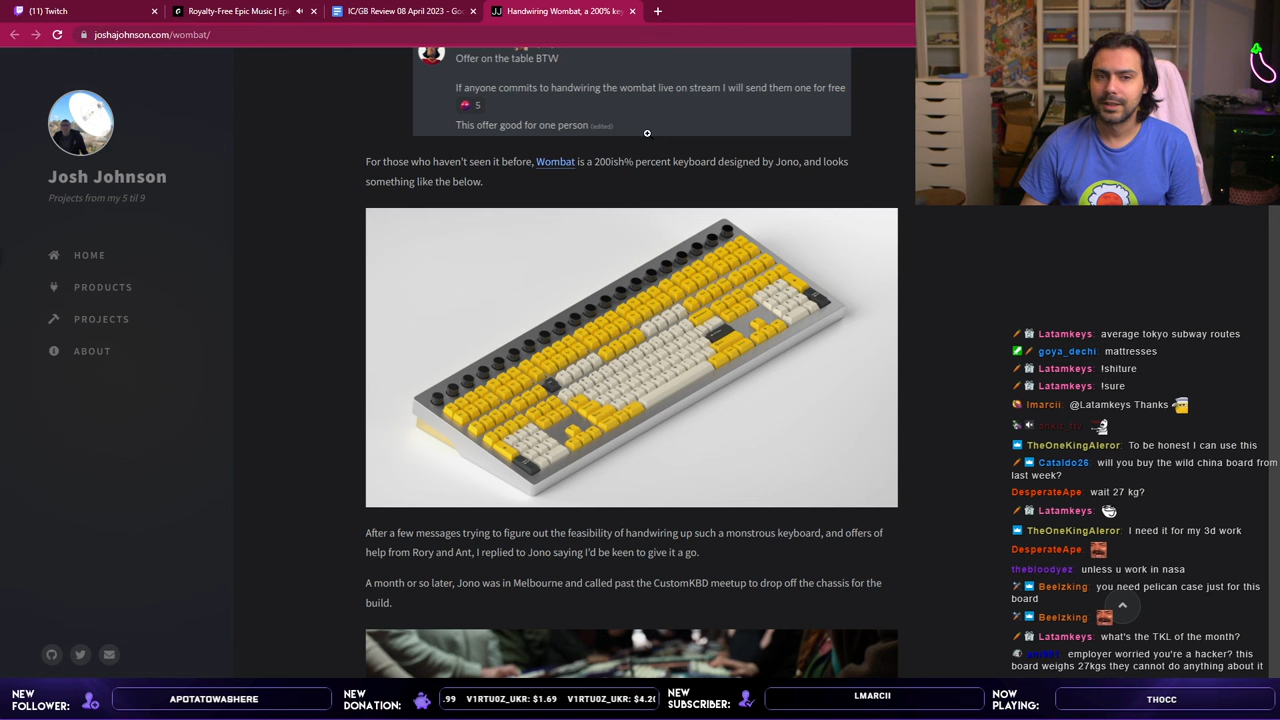 (11) Twitch
Royalty-Free Epic Music | Epi
IC/GB Review 08 April 2023 - Goo
Handwiring Wombat, a 200% key
joshajohnson.com/wombat/
Josh Johnson
Projects from my 5 til 9
HOME
PRODUCTS
PROJECTS
ABOUT
Offer on the table BTW
If anyone commits to handwiring the wombat live on stream I will send them one for free
5
This offer good for one person (edited)
For those who haven't seen it before, Wombat is a 200ish% percent keyboard designed by Jono, and looks
something like the below.
After a few messages trying to figure out the feasibility of handwiring up such a monstrous keyboard, and offers of
help from Rory and Ant, I replied to Jono saying I'd be keen to give it a go.
A month or so later, Jono was in Melbourne and called past the CustomKBD meetup to drop off the chassis for the
build.
Latamkeys: average tokyo subway routes
goya_dechi: mattresses
Latamkeys: !shiture
Latamkeys: !sure
lmarcii: @Latamkeys Thanks
TheOneKingAleror: To be honest I can use this
Cataldo26: will you buy the wild china board from
last week?
DesperateApe: wait 27 kg?
Latamkeys:
TheOneKingAleror: I need it for my 3d work
DesperateApe:
thebloodyez: unless u work in nasa
Beelzking: you need pelican case just for this
board
Beelzking:
Latamkeys: what's the TKL of the month?
employer worried you're a hacker? this
board weighs 27kgs they cannot do anything about it
NEW
FOLLOWER:
APOTATOWASHERE
NEW
DONATION:
.99 V1RTU0Z_UKR: $1.69 V1RTU0Z_UKR: $4.20
NEW
SUBSCRIBER:
LMARCII
NOW
PLAYING:
THOCC